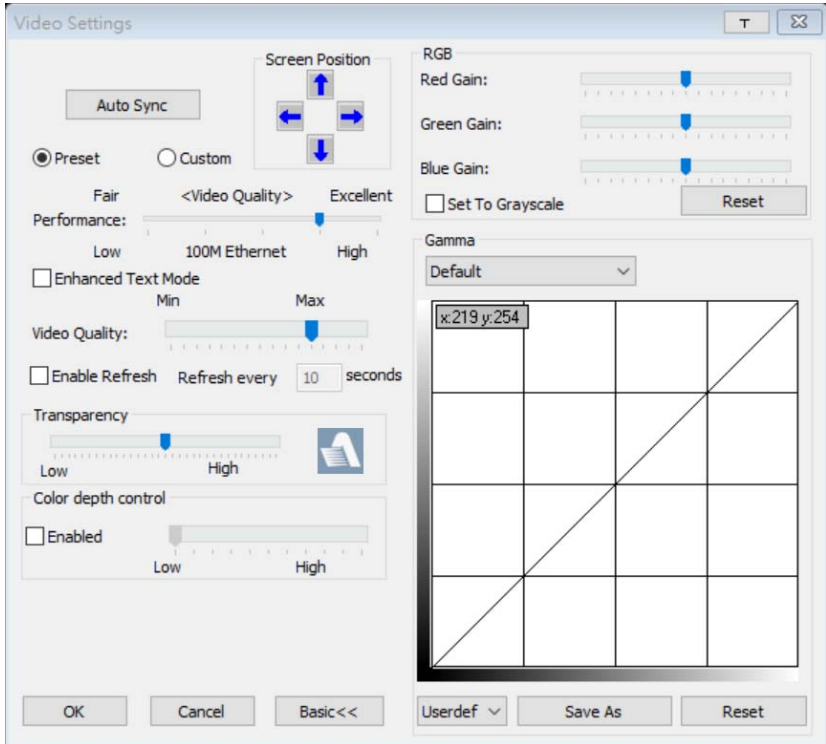 Video Settings
T
Auto Sync
Screen Position
Preset
Custom
Fair
<Video Quality>
Excellent
Performance:
Low
100M Ethernet
High
Enhanced Text Mode
Min
Max
Video Quality:
Enable Refresh
Refresh every
10
seconds
Transparency
Low
High
Color depth control
Enabled
Low
High
OK
Cancel
Basic<<
RGB
Red Gain:
Green Gain:
Blue Gain:
Set To Grayscale
Reset
Gamma
Default
x:219 y:254
Userdef
Save As
Reset